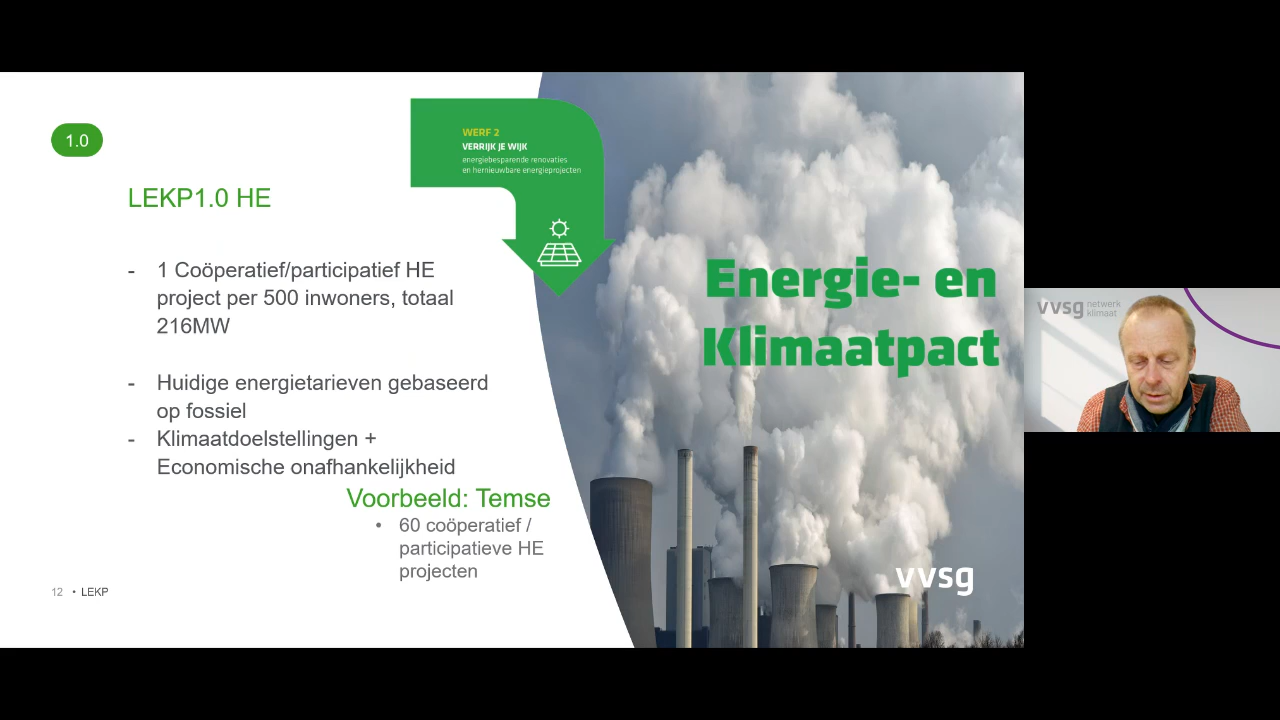 1.0
WERF 2
VERRIJK JE WIJK
energiebesparende renovaties
en hernieuwbare energieprojecten
LEKP1.0 HE
- 1 Coöperatief/participatief HE
project per 500 inwoners, totaal
216MW
- Huidige energietarieven gebaseerd
op fossiel
- Klimaatdoelstellingen +
Economische onafhankelijkheid
Voorbeeld: Temse
• 60 coöperatief /
participatieve HE
projecten
12 • LEKP
Energie- en
Klimaatpact
vvsg
vvsg netwerk
klimaat